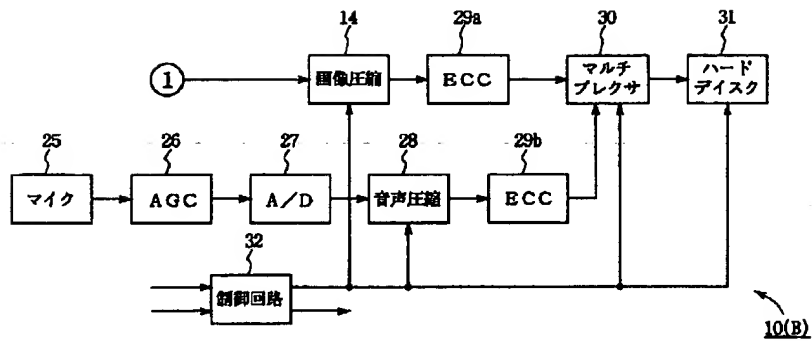 14
29a
30
31
①
画像圧縮
ECC
マルチ
プレクサ
ハード
ディスク
25
26
27
28
29b
マイク
AGC
A/D
音声圧縮
ECC
32
制御回路
10(B)